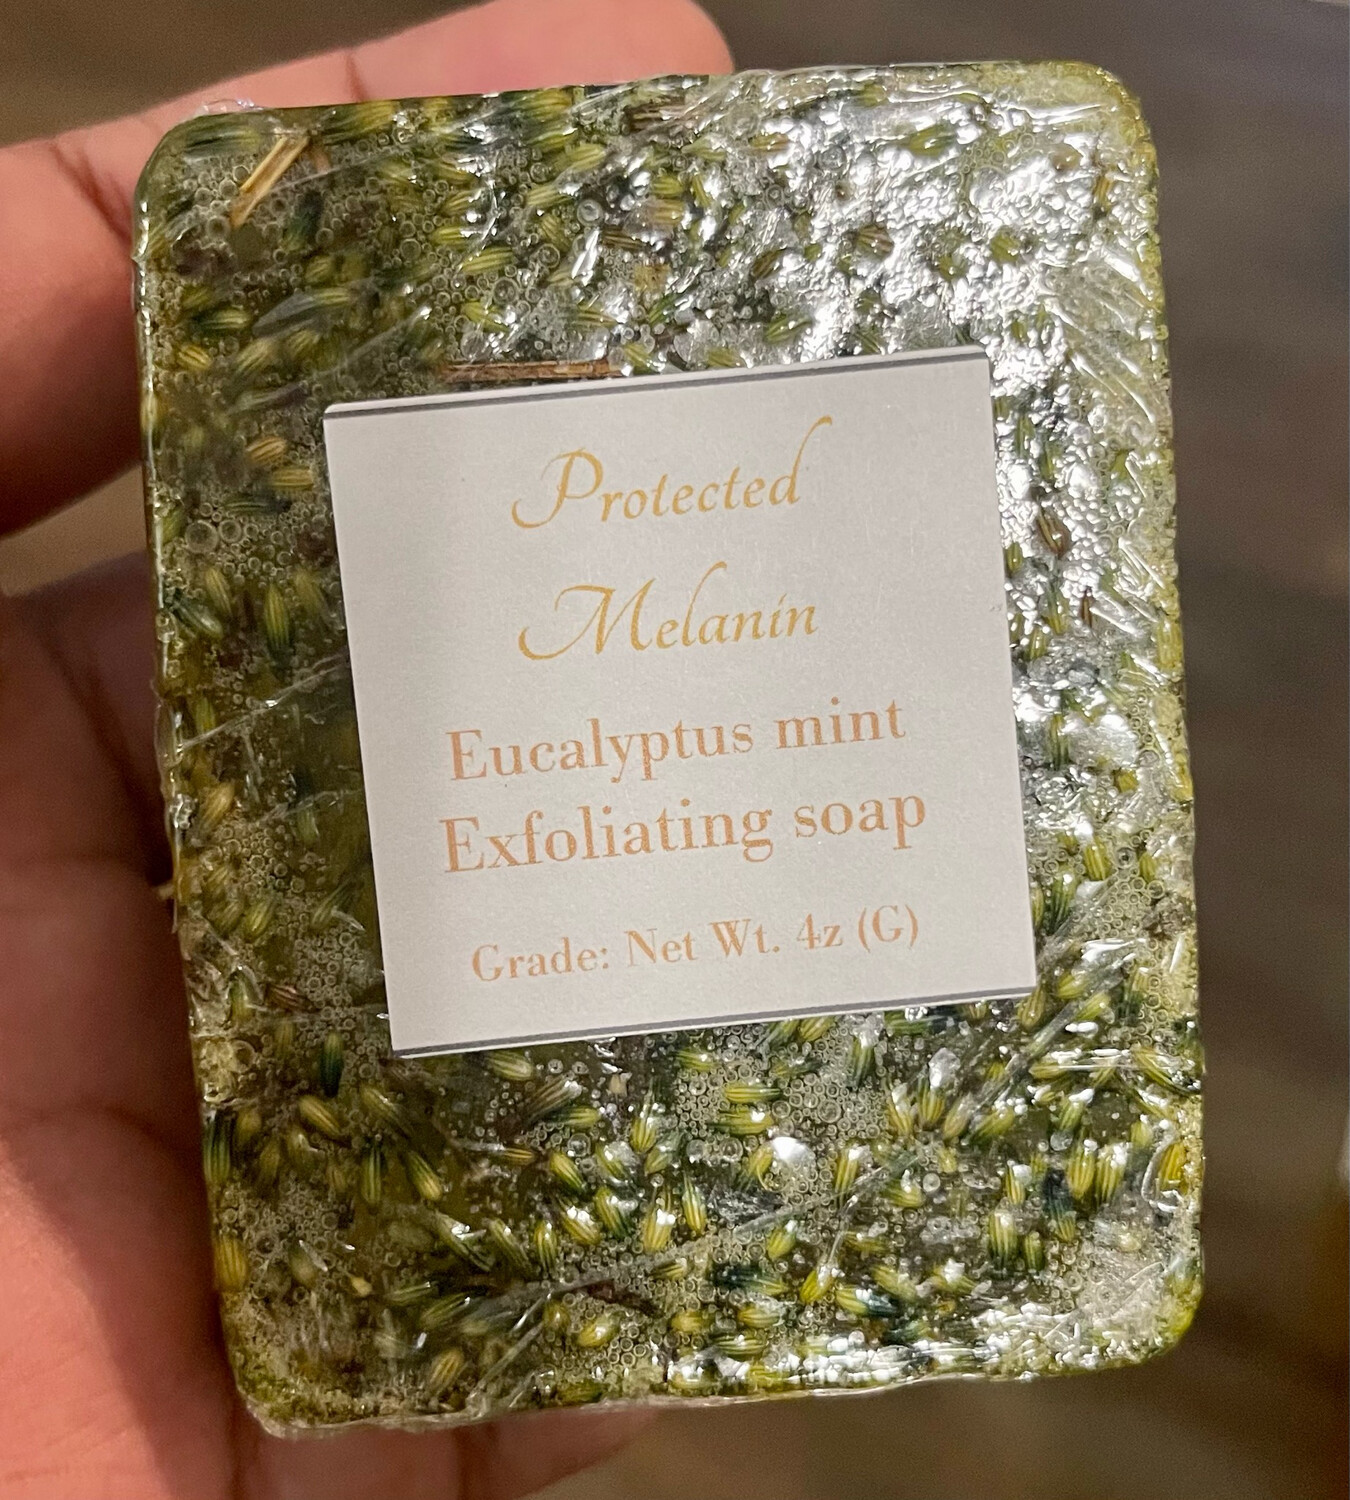 Protected
Melanin
Eucalyptus mint
Exfoliating soap
Grade: Net Wt. 4z (G)